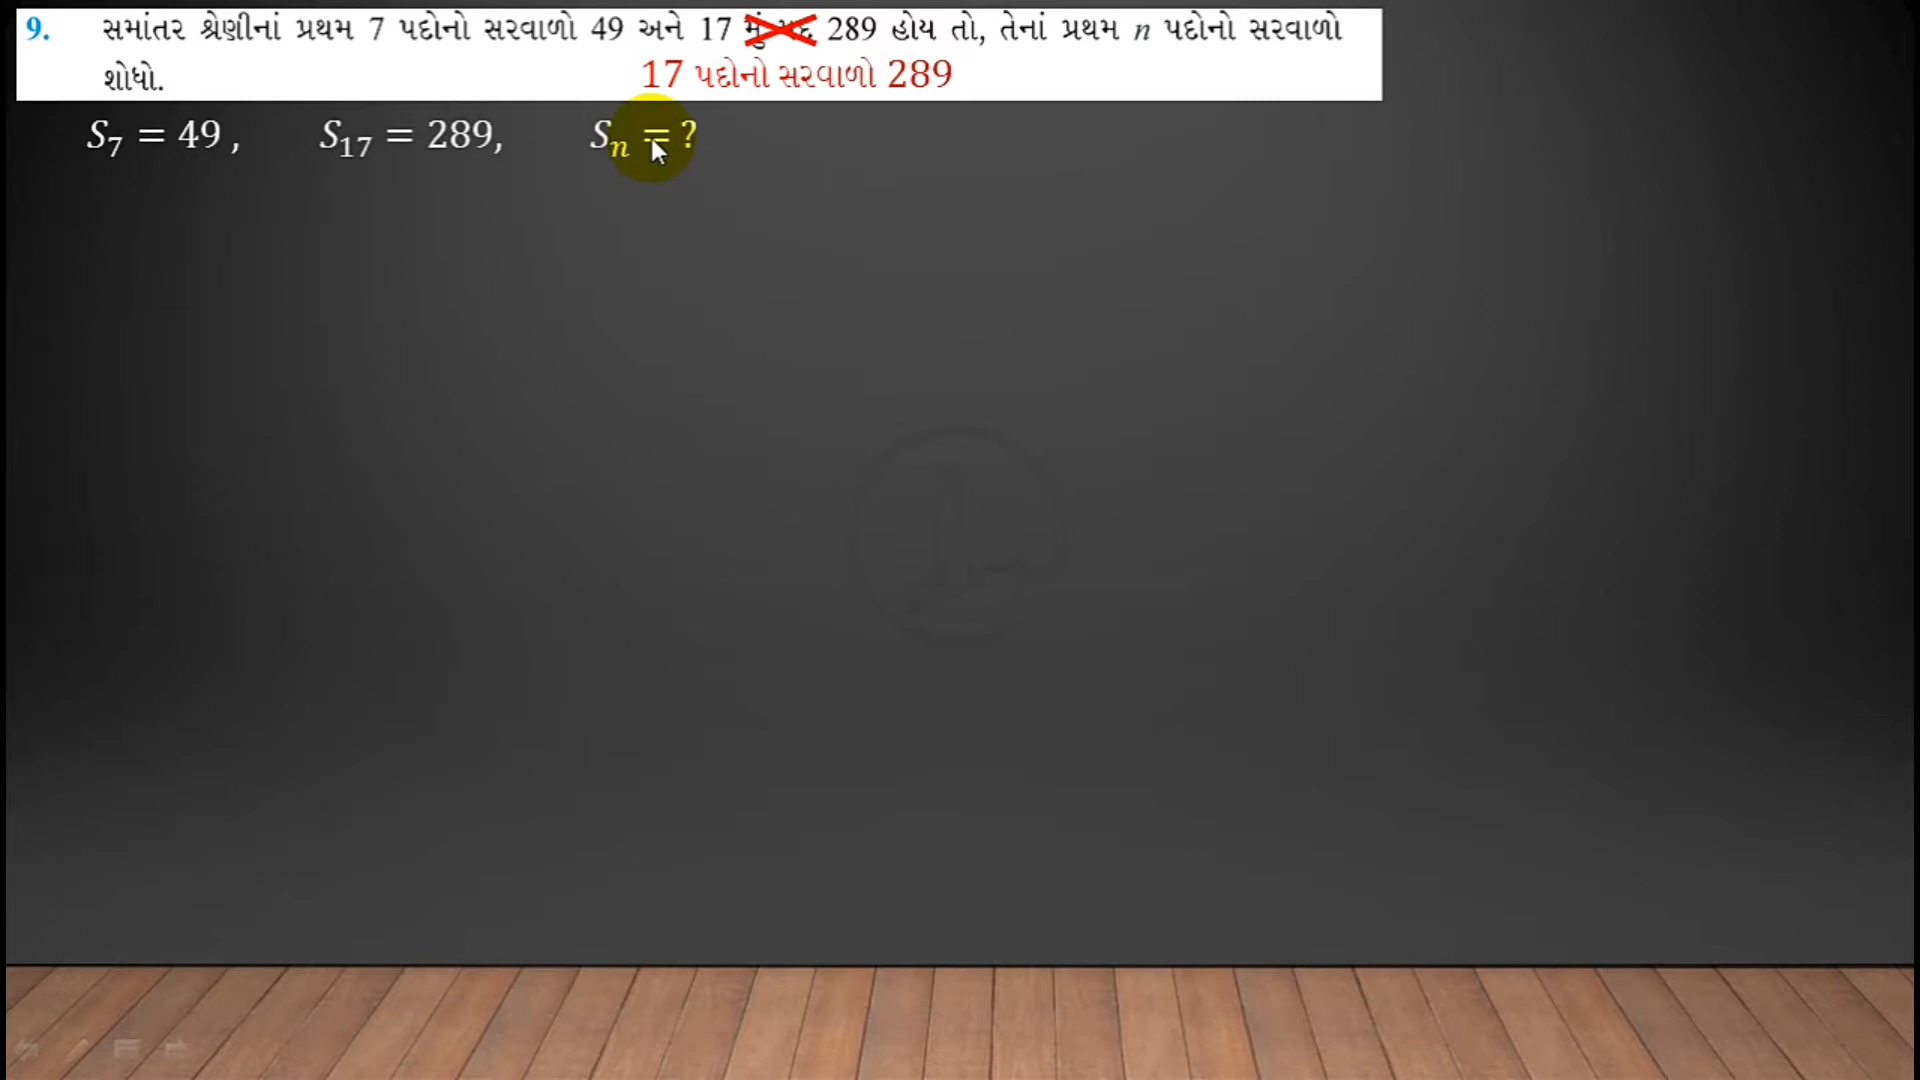 9. સમાંતર શ્રેણીનાં પ્રથમ 7 પદોનો સરવાળો 49 અને 17 મું પદ 289 હોય તો, તેનાં પ્રથમ n પદોનો સરવાળો
શોધો.
17 પદોનો સરવાળો 289
S₇ = 49 , S₁₇ = 289, Sₙ = ?